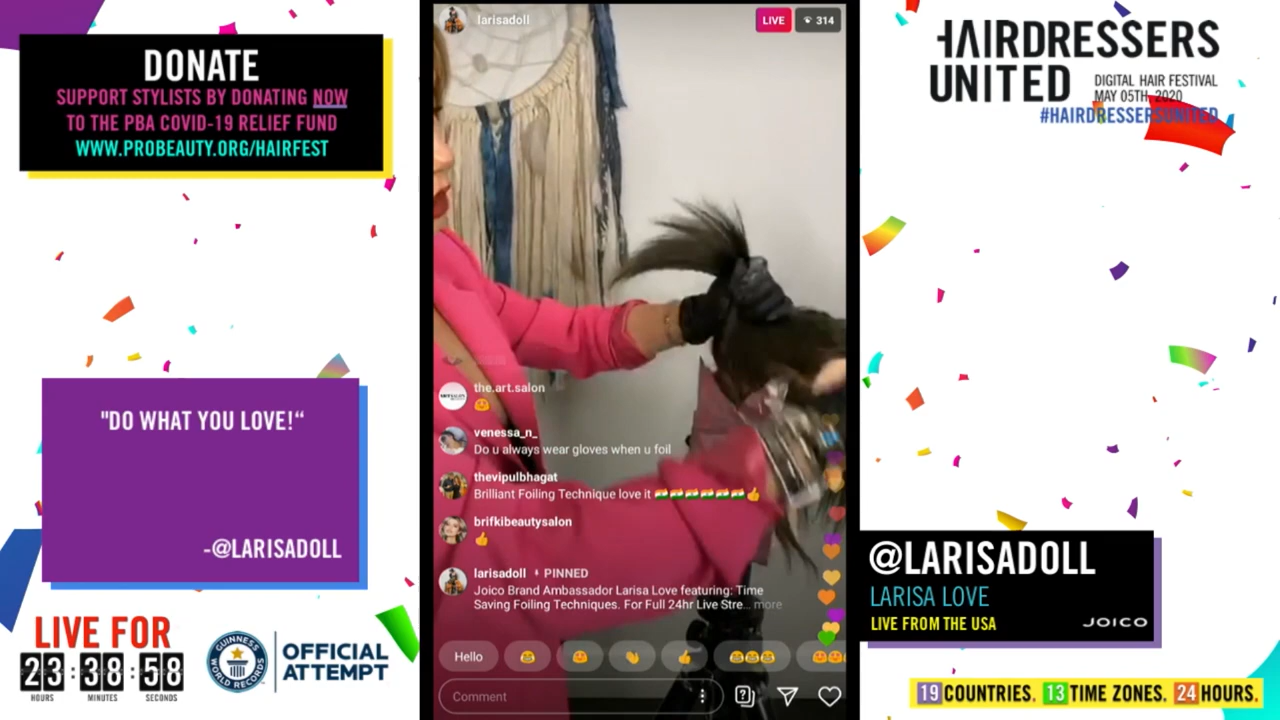 DONATE
SUPPORT STYLISTS BY DONATING NOW
TO THE PBA COVID-19 RELIEF FUND
WWW.PROBEAUTY.ORG/HAIRFEST
"DO WHAT YOU LOVE!“
-@LARISADOLL
LIVE FOR
23:38:58
HOURS MINUTES SECONDS
GUINNESS WORLD RECORDS
OFFICIAL
ATTEMPT
larisadoll
LIVE 314
the.art.salon
venessa_n_
Do u always wear gloves when u foil
thevipulbhagat
Brilliant Foiling Technique love it 🇮🇳🇮🇳🇮🇳🇮🇳🇮🇳🇮🇳👍
brifkibeautysalon
👍
larisadoll PINNED
Joico Brand Ambassador Larisa Love featuring: Time
Saving Foiling Techniques. For Full 24hr Live Stre... more
Hello
Comment
HAIRDRESSERS
UNITED
DIGITAL HAIR FESTIVAL
MAY 05TH, 2020
#HAIRDRESSERSUNITED
@LARISADOLL
LARISA LOVE
LIVE FROM THE USA
JOICO
19 COUNTRIES. 13 TIME ZONES. 24 HOURS.